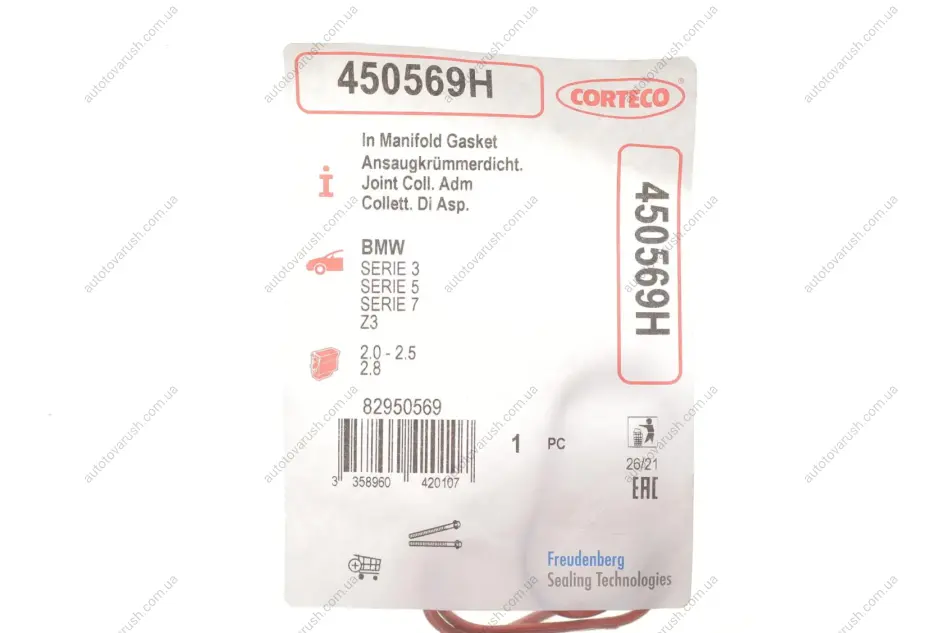 450569H
CORTECO
In Manifold Gasket
Ansaugkrümmerdicht.
Joint Coll. Adm
Collett. Di Asp.
BMW
SERIE 3
SERIE 5
SERIE 7
Z3
2.0 - 2.5
2.8
450569H
82950569
3 358960 420107
1 PC
26/21
EAC
Freudenberg
Sealing Technologies
autotovarush.com.ua